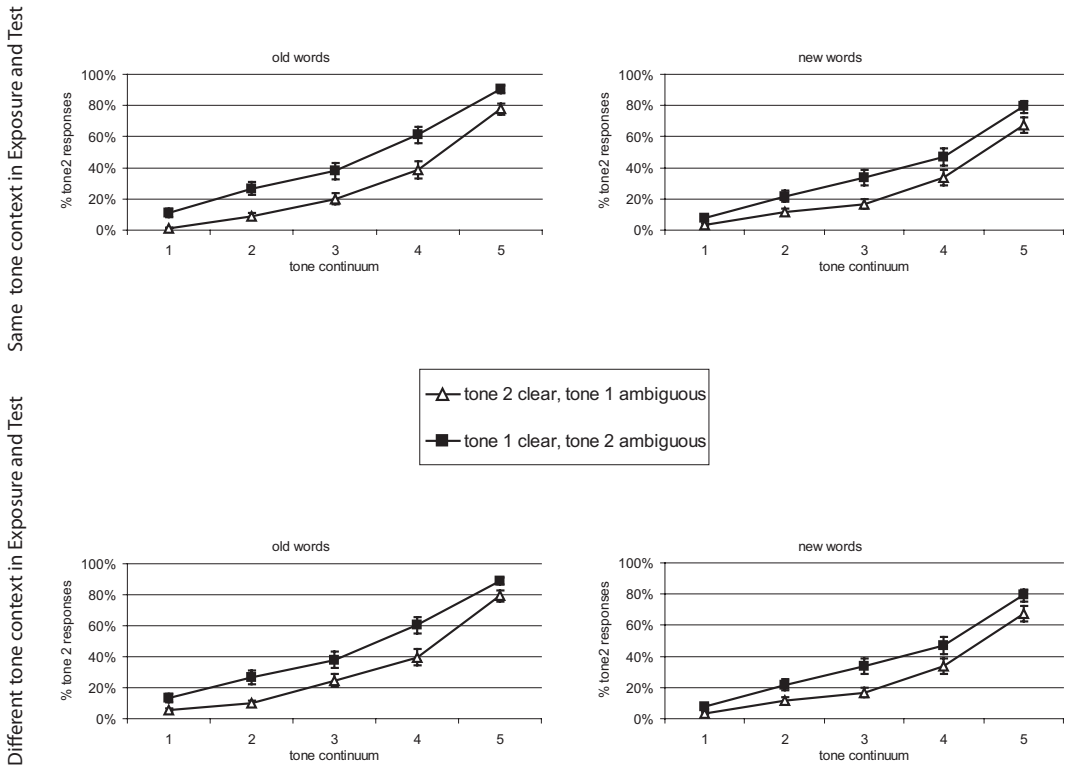 Same tone context in Exposure and Test
old words
% tone2 responses
100%
80%
60%
40%
20%
0%
1 2 3 4 5
tone continuum
new words
% tone2 responses
100%
80%
60%
40%
20%
0%
1 2 3 4 5
tone continuum
tone 2 clear, tone 1 ambiguous
tone 1 clear, tone 2 ambiguous
Different tone context in Exposure and Test
old words
% tone 2 responses
100%
80%
60%
40%
20%
0%
1 2 3 4 5
tone continuum
new words
% tone2 responses
100%
80%
60%
40%
20%
0%
1 2 3 4 5
tone continuum